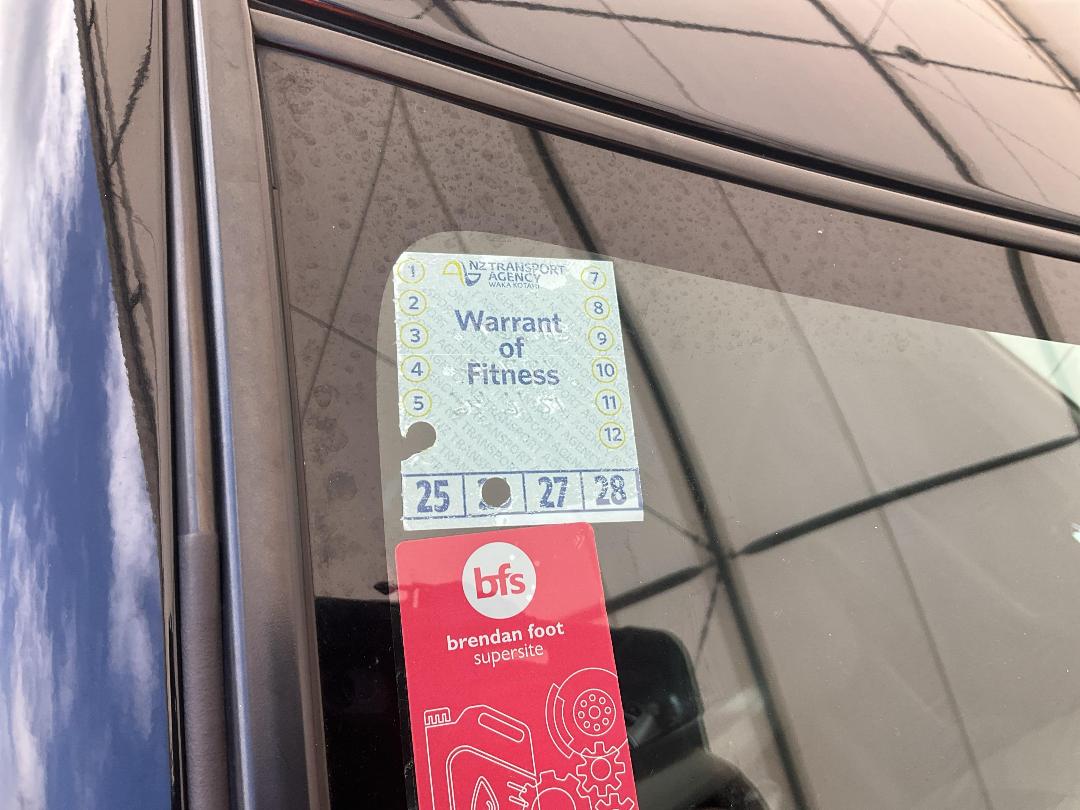 NZ TRANSPORT
AGENCY
WAKA KOTAHI
1
2
3
4
5
7
8
9
10
11
12
Warrant
of
Fitness
25 27 28
bfs
brendan foot
supersite